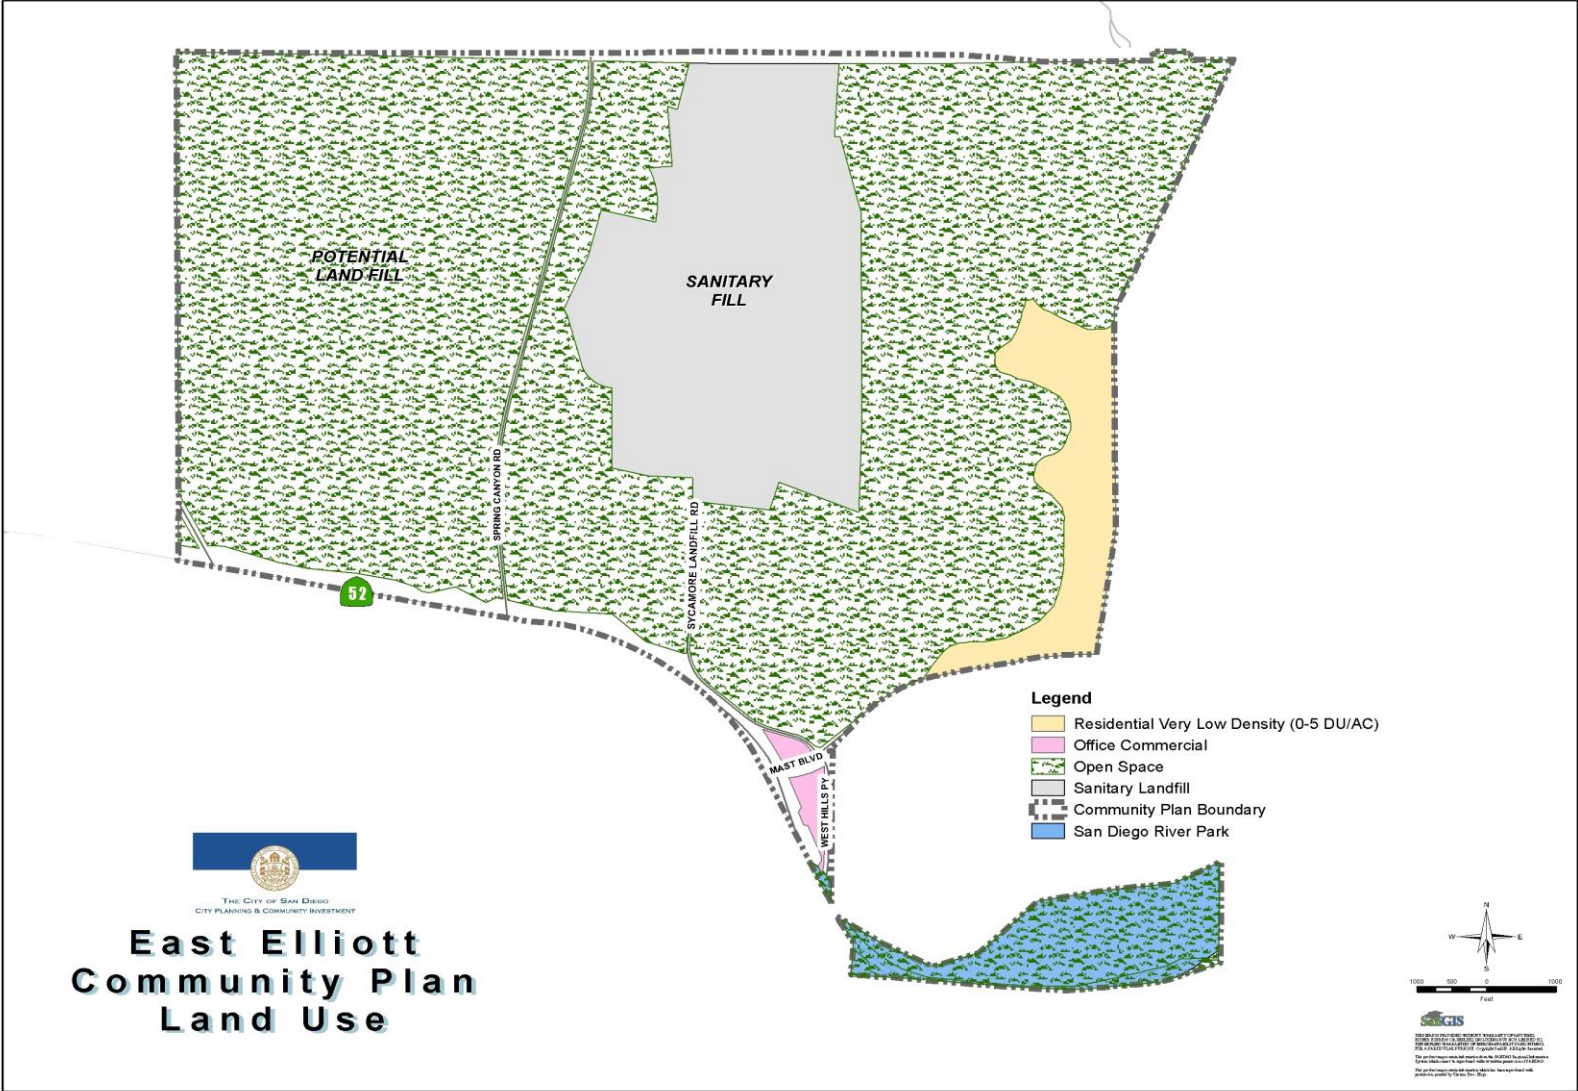 POTENTIAL
LAND FILL
SANITARY
FILL
SPRING CANYON RD
SYCAMORE LANDFILL RD
52
MAST BLVD
WEST HILLS PY
Legend
Residential Very Low Density (0-5 DU/AC)
Office Commercial
Open Space
Sanitary Landfill
Community Plan Boundary
San Diego River Park
THE CITY OF SAN DIEGO
CITY PLANNING & COMMUNITY INVESTMENT
East Elliott
Community Plan
Land Use
N
W E
S
1000 500 0 1000
Feet
SanGIS